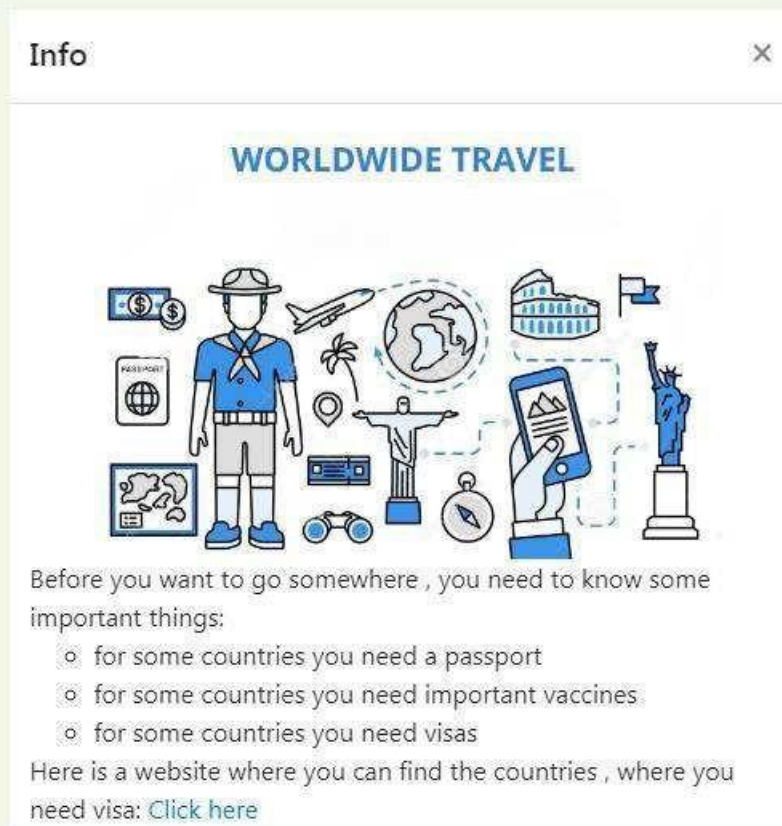 Info
×
WORLDWIDE TRAVEL
$
$
PASSPORT
Before you want to go somewhere , you need to know some
important things:
for some countries you need a passport
for some countries you need important vaccines
for some countries you need visas
Here is a website where you can find the countries , where you
need visa: Click here